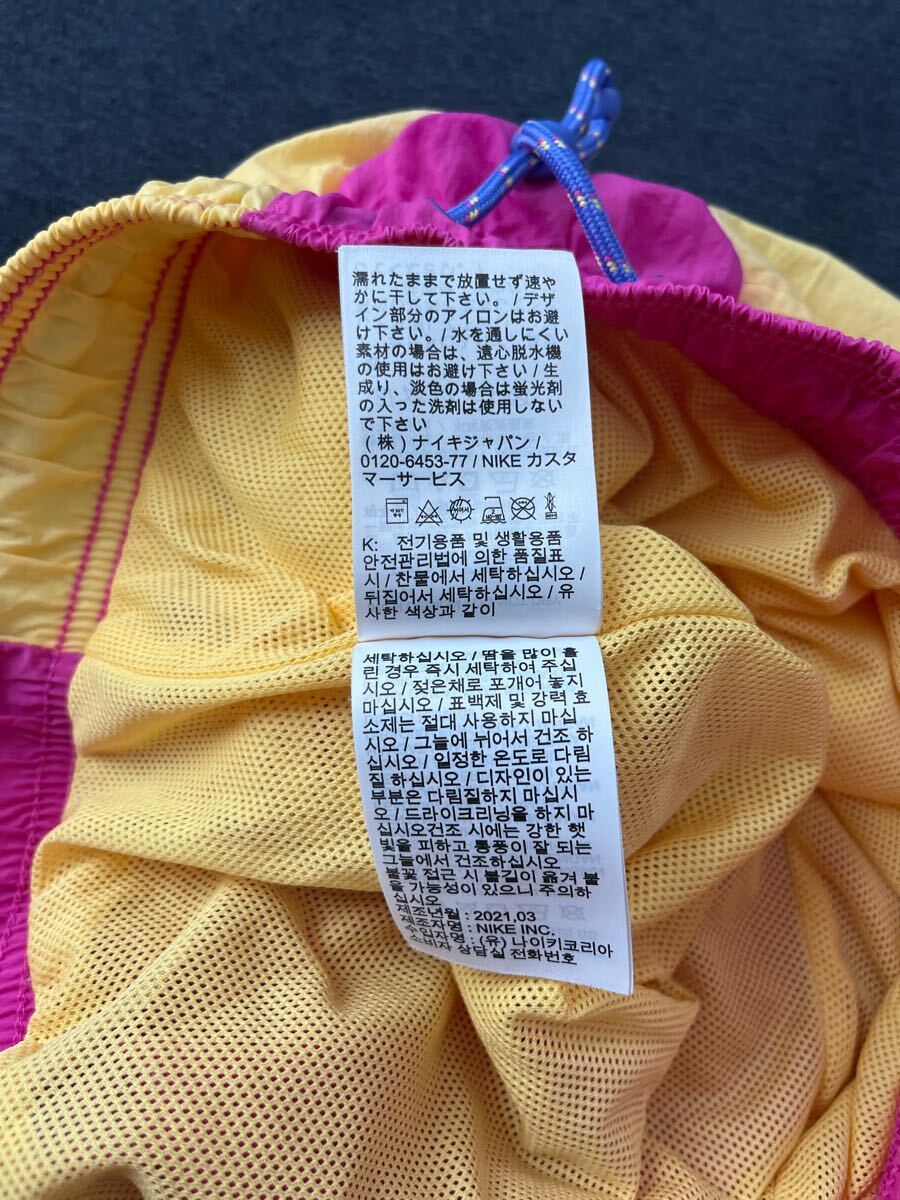 濡れたままで放置せず速や
かに干して下さい。/ デザ
イン部分のアイロンはお避
け下さい。/ 水を通しにくい
素材の場合は、遠心脱水機
の使用はお避け下さい / 生
成り、淡色の場合は蛍光剤
の入った洗剤は使用しない
で下さい
(株) ナイキジャパン /
0120-6453-77 / NIKE カスタ
マーサービス
K: 전기용품 및 생활용품
안전관리법에 의한 품질표
시 / 찬물에서 세탁하십시오 /
뒤집어서 세탁하십시오 / 유
사한 색상과 같이
세탁하십시오 / 땀을 많이 흘
린 경우 즉시 세탁하여 주십
시오 / 젖은채로 포개어 놓지
마십시오 / 표백제 및 강력 효
소제는 절대 사용하지 마십
시오 / 그늘에 뉘어서 건조 하
십시오 / 일정한 온도로 다림
질 하십시오 / 디자인이 있는
부분은 다림질하지 마십시
오 / 드라이크리닝을 하지 마
십시오건조 시에는 강한 햇
빛을 피하고 통풍이 잘 되는
그늘에서 건조하십시오
불꽃 접근 시 불길이 옮겨 붙
을 가능성이 있으니 주의하
십시오
제조년월 : 2021,03
제조자명 : NIKE INC.
수입자명 : (유) 나이키코리아
소비자 상담실 전화번호